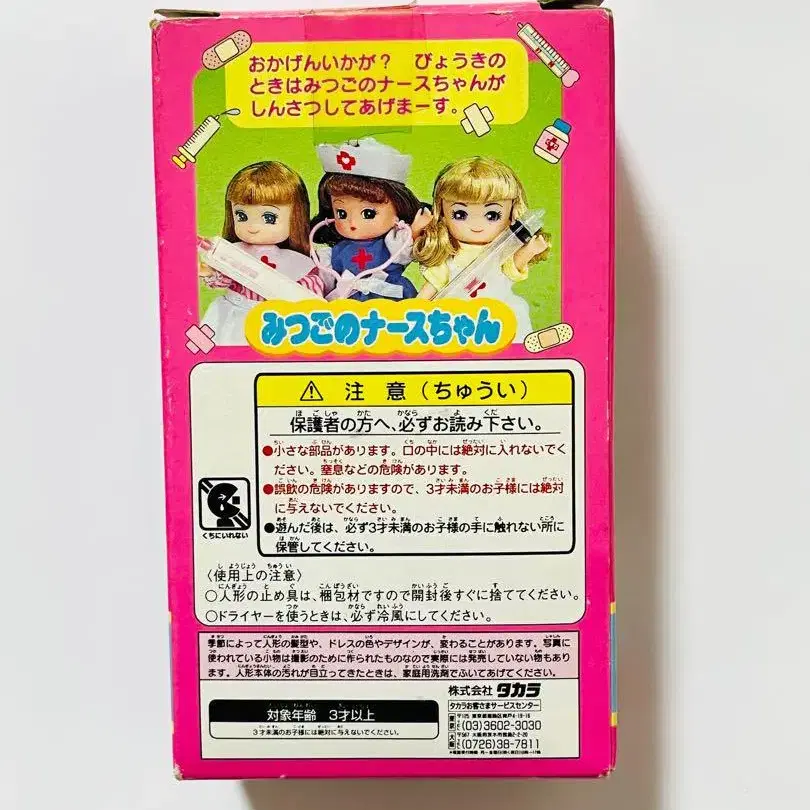 おかげんいかが？ びょうきの
ときはみつごのナースちゃんが
しんさつしてあげまーす。
みつごのナースちゃん
⚠ 注 意（ちゅうい）
保護者の方へ、必ずお読み下さい。
●小さな部品があります。口の中には絶対に入れないでく
ださい。窒息などの危険があります。
●誤飲の危険がありますので、3才未満のお子様には絶対
に与えないでください。
●遊んだ後は、必ず3才未満のお子様の手に触れない所に
保管してください。
くちにいれない
〈使用上の注意〉
○人形の止め具は、梱包材ですので開封後すぐに捨ててください。
○ドライヤーを使うときは、必ず冷風にしてください。
季節によって人形の髪型や、ドレスの色やデザインが、変わることがあります。写真に
使われている小物は撮影のために作られたものなので実際には発売していない物もあり
ます。人形本体の汚れが目立ってきたときは、家庭用洗剤でふいてあげてください。
対象年齢 3才以上
3才未満のお子様には絶対に与えないでください。
株式会社 タカラ
タカラお客さまサービスセンター
東京
(03)3602-3030
大阪
(0726)38-7811